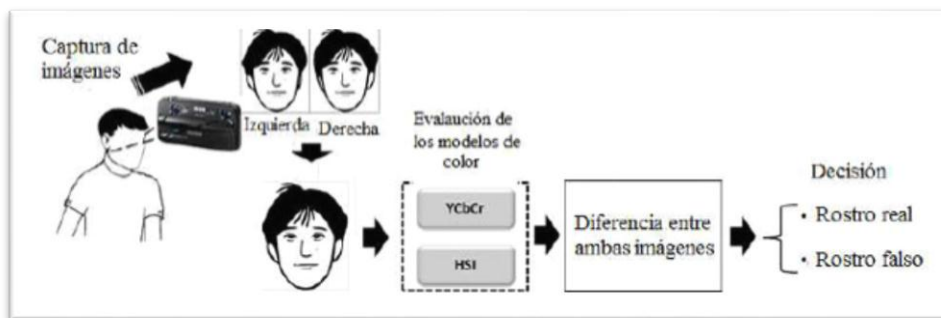 Captura de
imágenes
Izquierda Derecha
Evalaución de
los modelos de
color
YCbCr
HSI
Diferencia entre
ambas imágenes
Decisión
• Rostro real
• Rostro falso